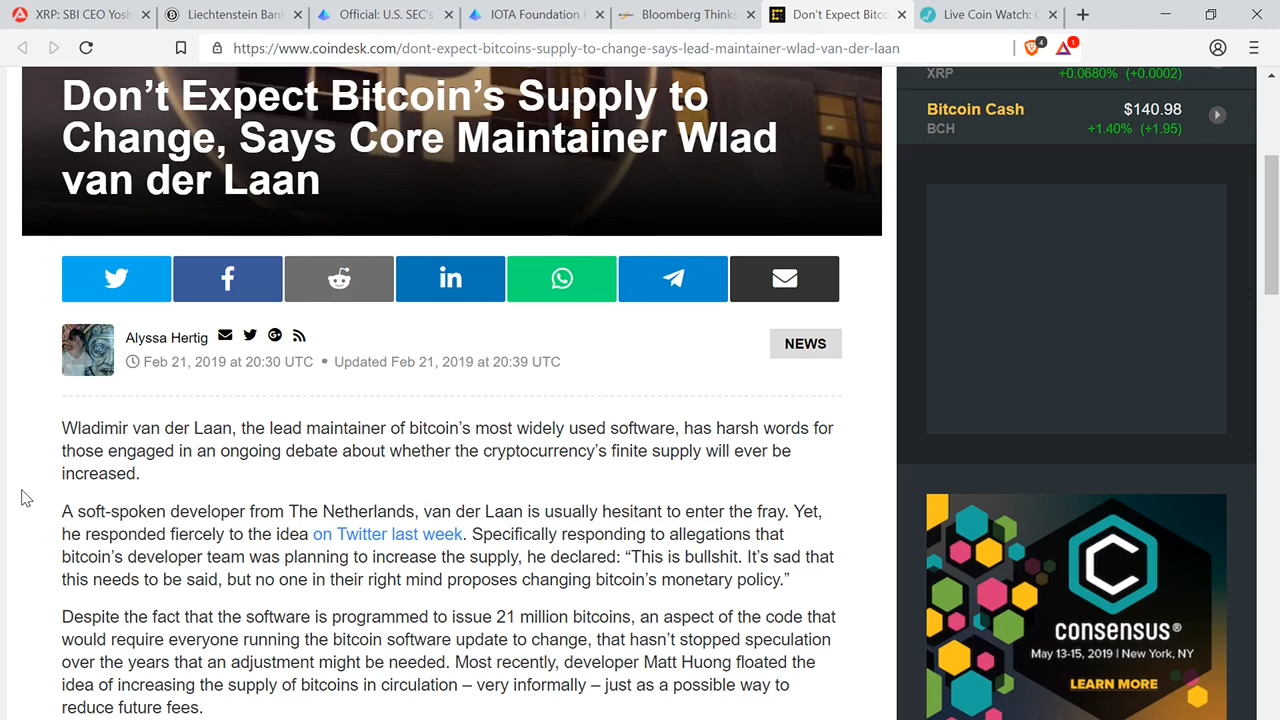 XRP: SBI CEO Yosh
Liechtenstein Bank
Official: U.S. SEC's
IOTA Foundation
Bloomberg Thinks
Don't Expect Bitco
Live Coin Watch: C
https://www.coindesk.com/dont-expect-bitcoins-supply-to-change-says-lead-maintainer-wlad-van-der-laan
4
1
Don't Expect Bitcoin's Supply to
Change, Says Core Maintainer Wlad
van der Laan
XRP +0.0680% (+0.0002)
Bitcoin Cash $140.98
BCH +1.40% (+1.95)
Alyssa Hertig
Feb 21, 2019 at 20:30 UTC • Updated Feb 21, 2019 at 20:39 UTC
NEWS
Wladimir van der Laan, the lead maintainer of bitcoin's most widely used software, has harsh words for
those engaged in an ongoing debate about whether the cryptocurrency's finite supply will ever be
increased.
A soft-spoken developer from The Netherlands, van der Laan is usually hesitant to enter the fray. Yet,
he responded fiercely to the idea on Twitter last week. Specifically responding to allegations that
bitcoin's developer team was planning to increase the supply, he declared: “This is bullshit. It's sad that
this needs to be said, but no one in their right mind proposes changing bitcoin's monetary policy.”
Despite the fact that the software is programmed to issue 21 million bitcoins, an aspect of the code that
would require everyone running the bitcoin software update to change, that hasn't stopped speculation
over the years that an adjustment might be needed. Most recently, developer Matt Huong floated the
idea of increasing the supply of bitcoins in circulation – very informally – just as a possible way to
reduce future fees.
consensus®
May 13-15, 2019 | New York, NY
LEARN MORE